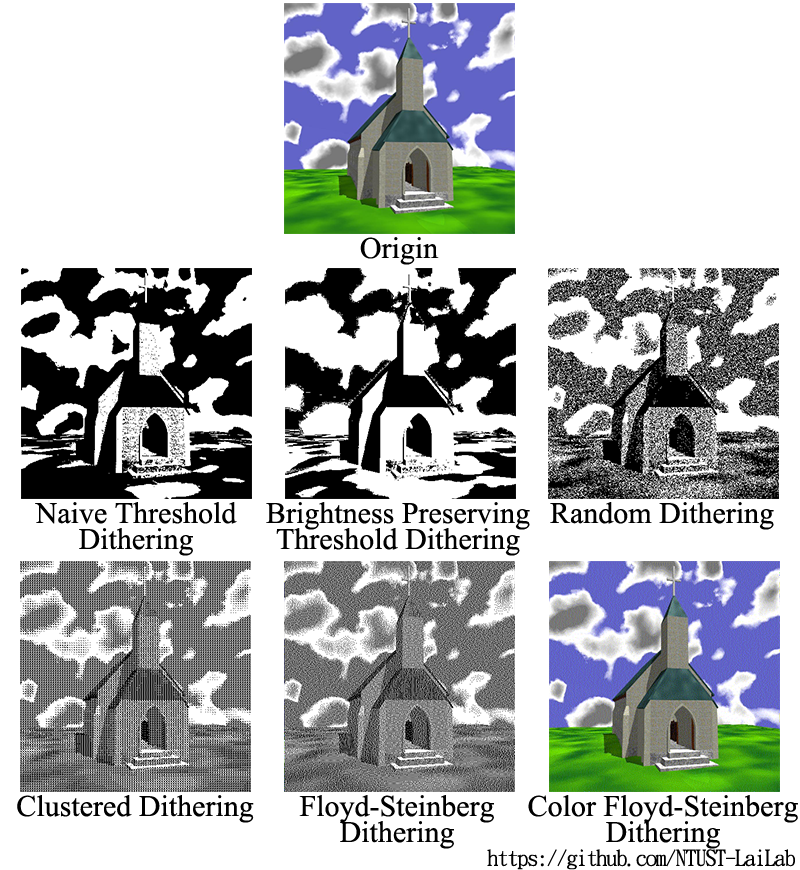 Origin
Naive Threshold
Dithering
Brightness Preserving
Threshold Dithering
Random Dithering
Clustered Dithering
Floyd-Steinberg
Dithering
Color Floyd-Steinberg
Dithering
https://github.com/NTUST-LaiLab